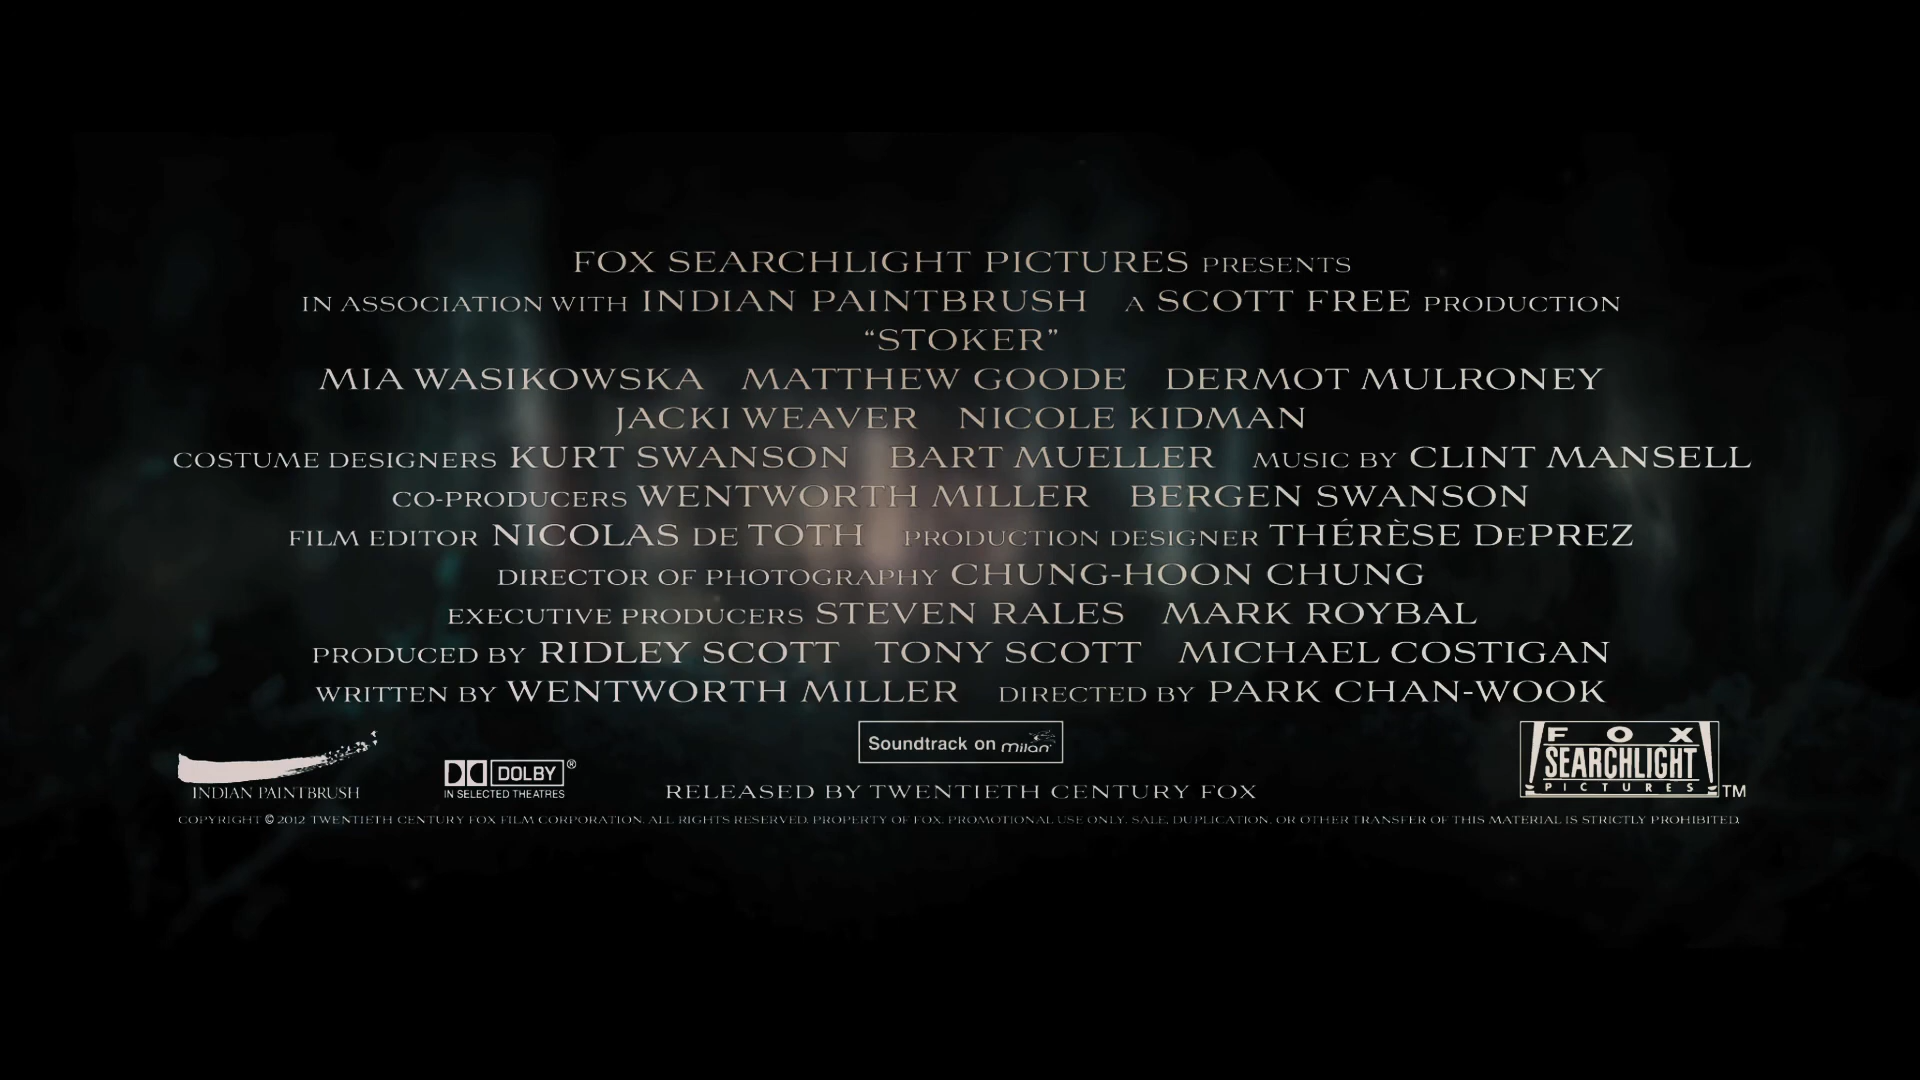 FOX SEARCHLIGHT PICTURES PRESENTS
IN ASSOCIATION WITH INDIAN PAINTBRUSH A SCOTT FREE PRODUCTION
“STOKER”
MIA WASIKOWSKA MATTHEW GOODE DERMOT MULRONEY
JACKI WEAVER NICOLE KIDMAN
COSTUME DESIGNERS KURT SWANSON BART MUELLER MUSIC BY CLINT MANSELL
CO-PRODUCERS WENTWORTH MILLER BERGEN SWANSON
FILM EDITOR NICOLAS DE TOTH PRODUCTION DESIGNER THÉRÈSE DePREZ
DIRECTOR OF PHOTOGRAPHY CHUNG-HOON CHUNG
EXECUTIVE PRODUCERS STEVEN RALES MARK ROYBAL
PRODUCED BY RIDLEY SCOTT TONY SCOTT MICHAEL COSTIGAN
WRITTEN BY WENTWORTH MILLER DIRECTED BY PARK CHAN-WOOK
INDIAN PAINTBRUSH
DOLBY®
IN SELECTED THEATRES
Soundtrack on milan
RELEASED BY TWENTIETH CENTURY FOX
FOX
SEARCHLIGHT
PICTURES TM
COPYRIGHT © 2012 TWENTIETH CENTURY FOX FILM CORPORATION. ALL RIGHTS RESERVED. PROPERTY OF FOX. PROMOTIONAL USE ONLY. SALE, DUPLICATION, OR OTHER TRANSFER OF THIS MATERIAL IS STRICTLY PROHIBITED.